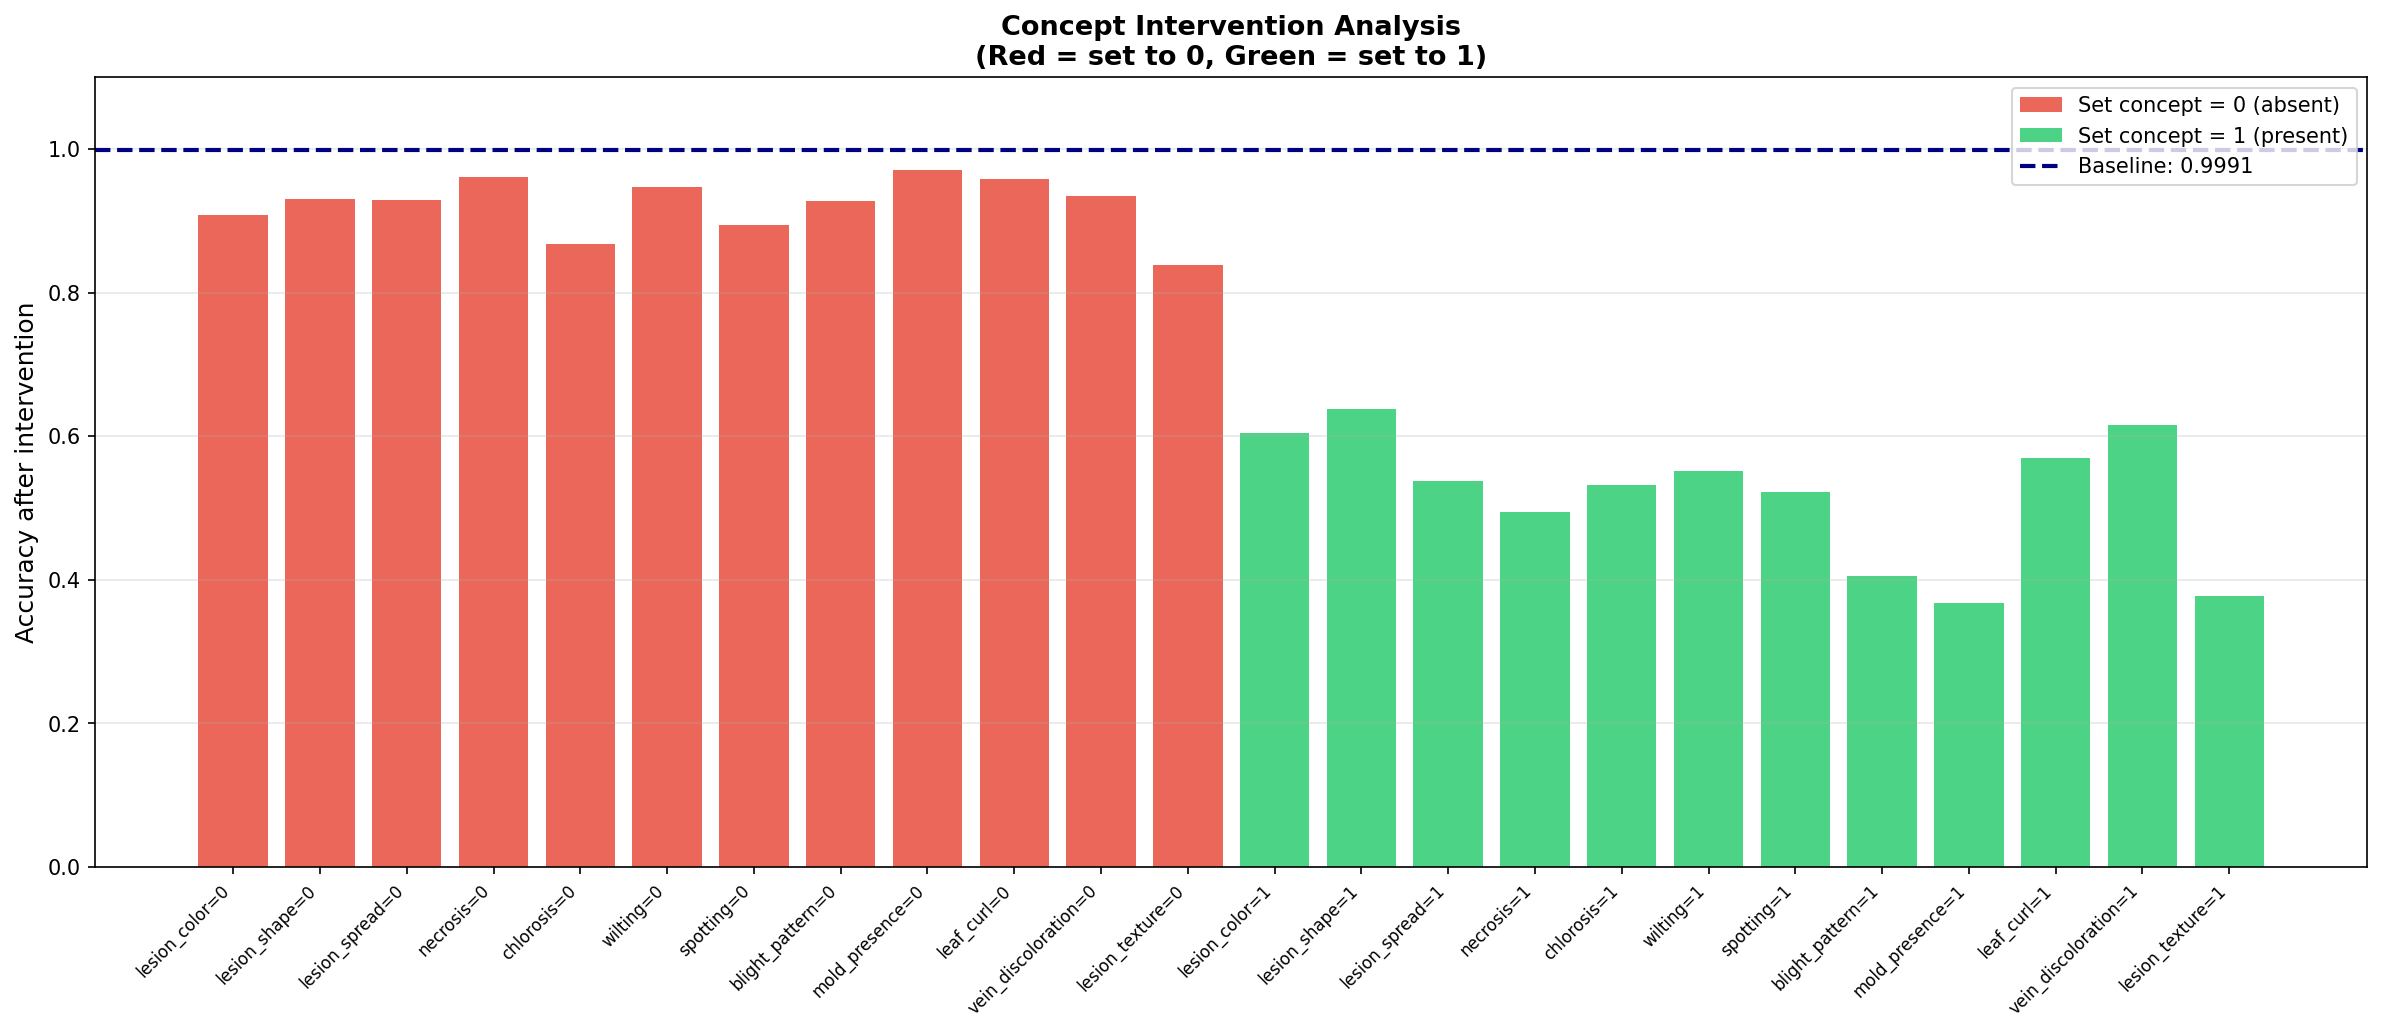 Concept Intervention Analysis
(Red = set to 0, Green = set to 1)
Set concept = 0 (absent)
Set concept = 1 (present)
Baseline: 0.9991
Accuracy after intervention
1.0
0.8
0.6
0.4
0.2
0.0
lesion_color=0
lesion_shape=0
lesion_spread=0
necrosis=0
chlorosis=0
wilting=0
spotting=0
blight_pattern=0
mold_presence=0
leaf_curl=0
vein_discoloration=0
lesion_texture=0
lesion_color=1
lesion_shape=1
lesion_spread=1
necrosis=1
chlorosis=1
wilting=1
spotting=1
blight_pattern=1
mold_presence=1
leaf_curl=1
vein_discoloration=1
lesion_texture=1